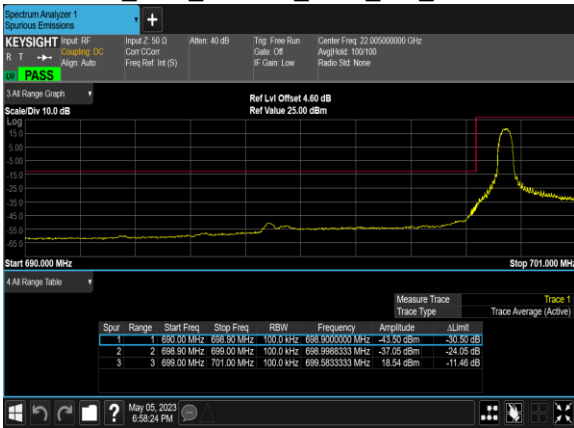 Spectrum Analyzer 1
Spurious Emissions
KEYSIGHT Input: RF
R T Coupling: DC
Align: Auto
Input Z: 50 Ω
Corr CCorr
Freq Ref: Int (S)
Atten: 40 dB
Trig: Free Run
Gate: Off
IF Gain: Low
Center Freq: 22.005000000 GHz
Avg|Hold: 100/100
Radio Std: None
PASS
3 All Range Graph
Scale/Div 10.0 dB
Ref Lvl Offset 4.60 dB
Ref Value 25.00 dBm
Log
15.0
5.00
-5.00
-15.0
-25.0
-35.0
-45.0
-55.0
-65.0
Start 690.000 MHz
Stop 701.000 MHz
4 All Range Table
Measure Trace Trace 1
Trace Type Trace Average (Active)
Spur Range Start Freq Stop Freq RBW Frequency Amplitude ΔLimit
1 1 690.00 MHz 698.90 MHz 100.0 kHz 698.9000000 MHz -43.50 dBm -30.50 dB
2 2 698.90 MHz 699.00 MHz 100.0 kHz 698.9988333 MHz -37.05 dBm -24.05 dB
3 3 699.00 MHz 701.00 MHz 100.0 kHz 699.5833333 MHz 18.54 dBm -11.46 dB
?
May 05, 2023
6:58:24 PM